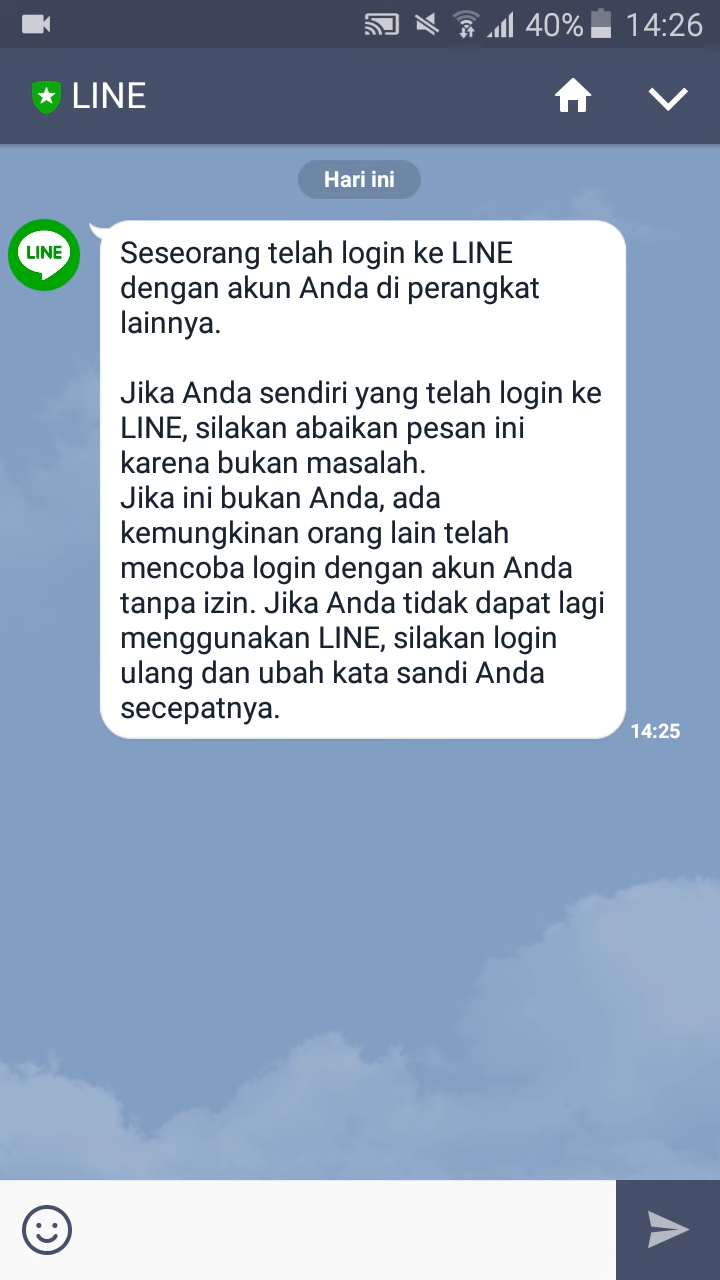 40% 14:26
LINE
Hari ini
LINE
Seseorang telah login ke LINE
dengan akun Anda di perangkat
lainnya.
Jika Anda sendiri yang telah login ke
LINE, silakan abaikan pesan ini
karena bukan masalah.
Jika ini bukan Anda, ada
kemungkinan orang lain telah
mencoba login dengan akun Anda
tanpa izin. Jika Anda tidak dapat lagi
menggunakan LINE, silakan login
ulang dan ubah kata sandi Anda
secepatnya.
14:25